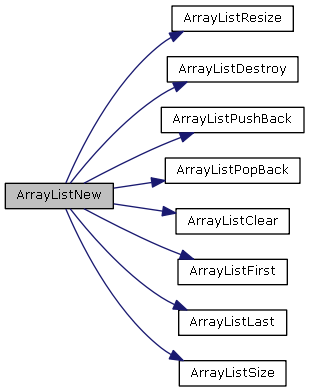 ArrayListResize
ArrayListDestroy
ArrayListPushBack
ArrayListPopBack
ArrayListNew
ArrayListClear
ArrayListFirst
ArrayListLast
ArrayListSize